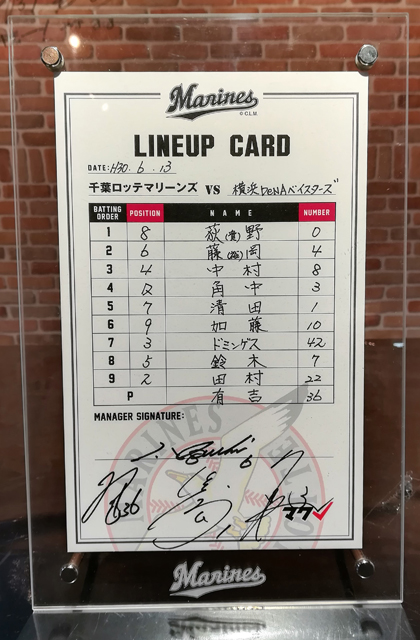 Marines
© C.L.M.
LINEUP CARD
DATE: H30. 6. 13
千葉ロッテマリーンズ VS 横浜DeNAベイスターズ
BATTING ORDER POSITION NAME NUMBER
1 8 荻(貴)野 0
2 6 藤(裕)岡 4
3 4 中村 8
4 D 角中 3
5 7 清田 1
6 9 加藤 10
7 3 ドミンゲス 42
8 5 鈴木 7
9 2 田村 22
P 有吉 36
MANAGER SIGNATURE:
Marines